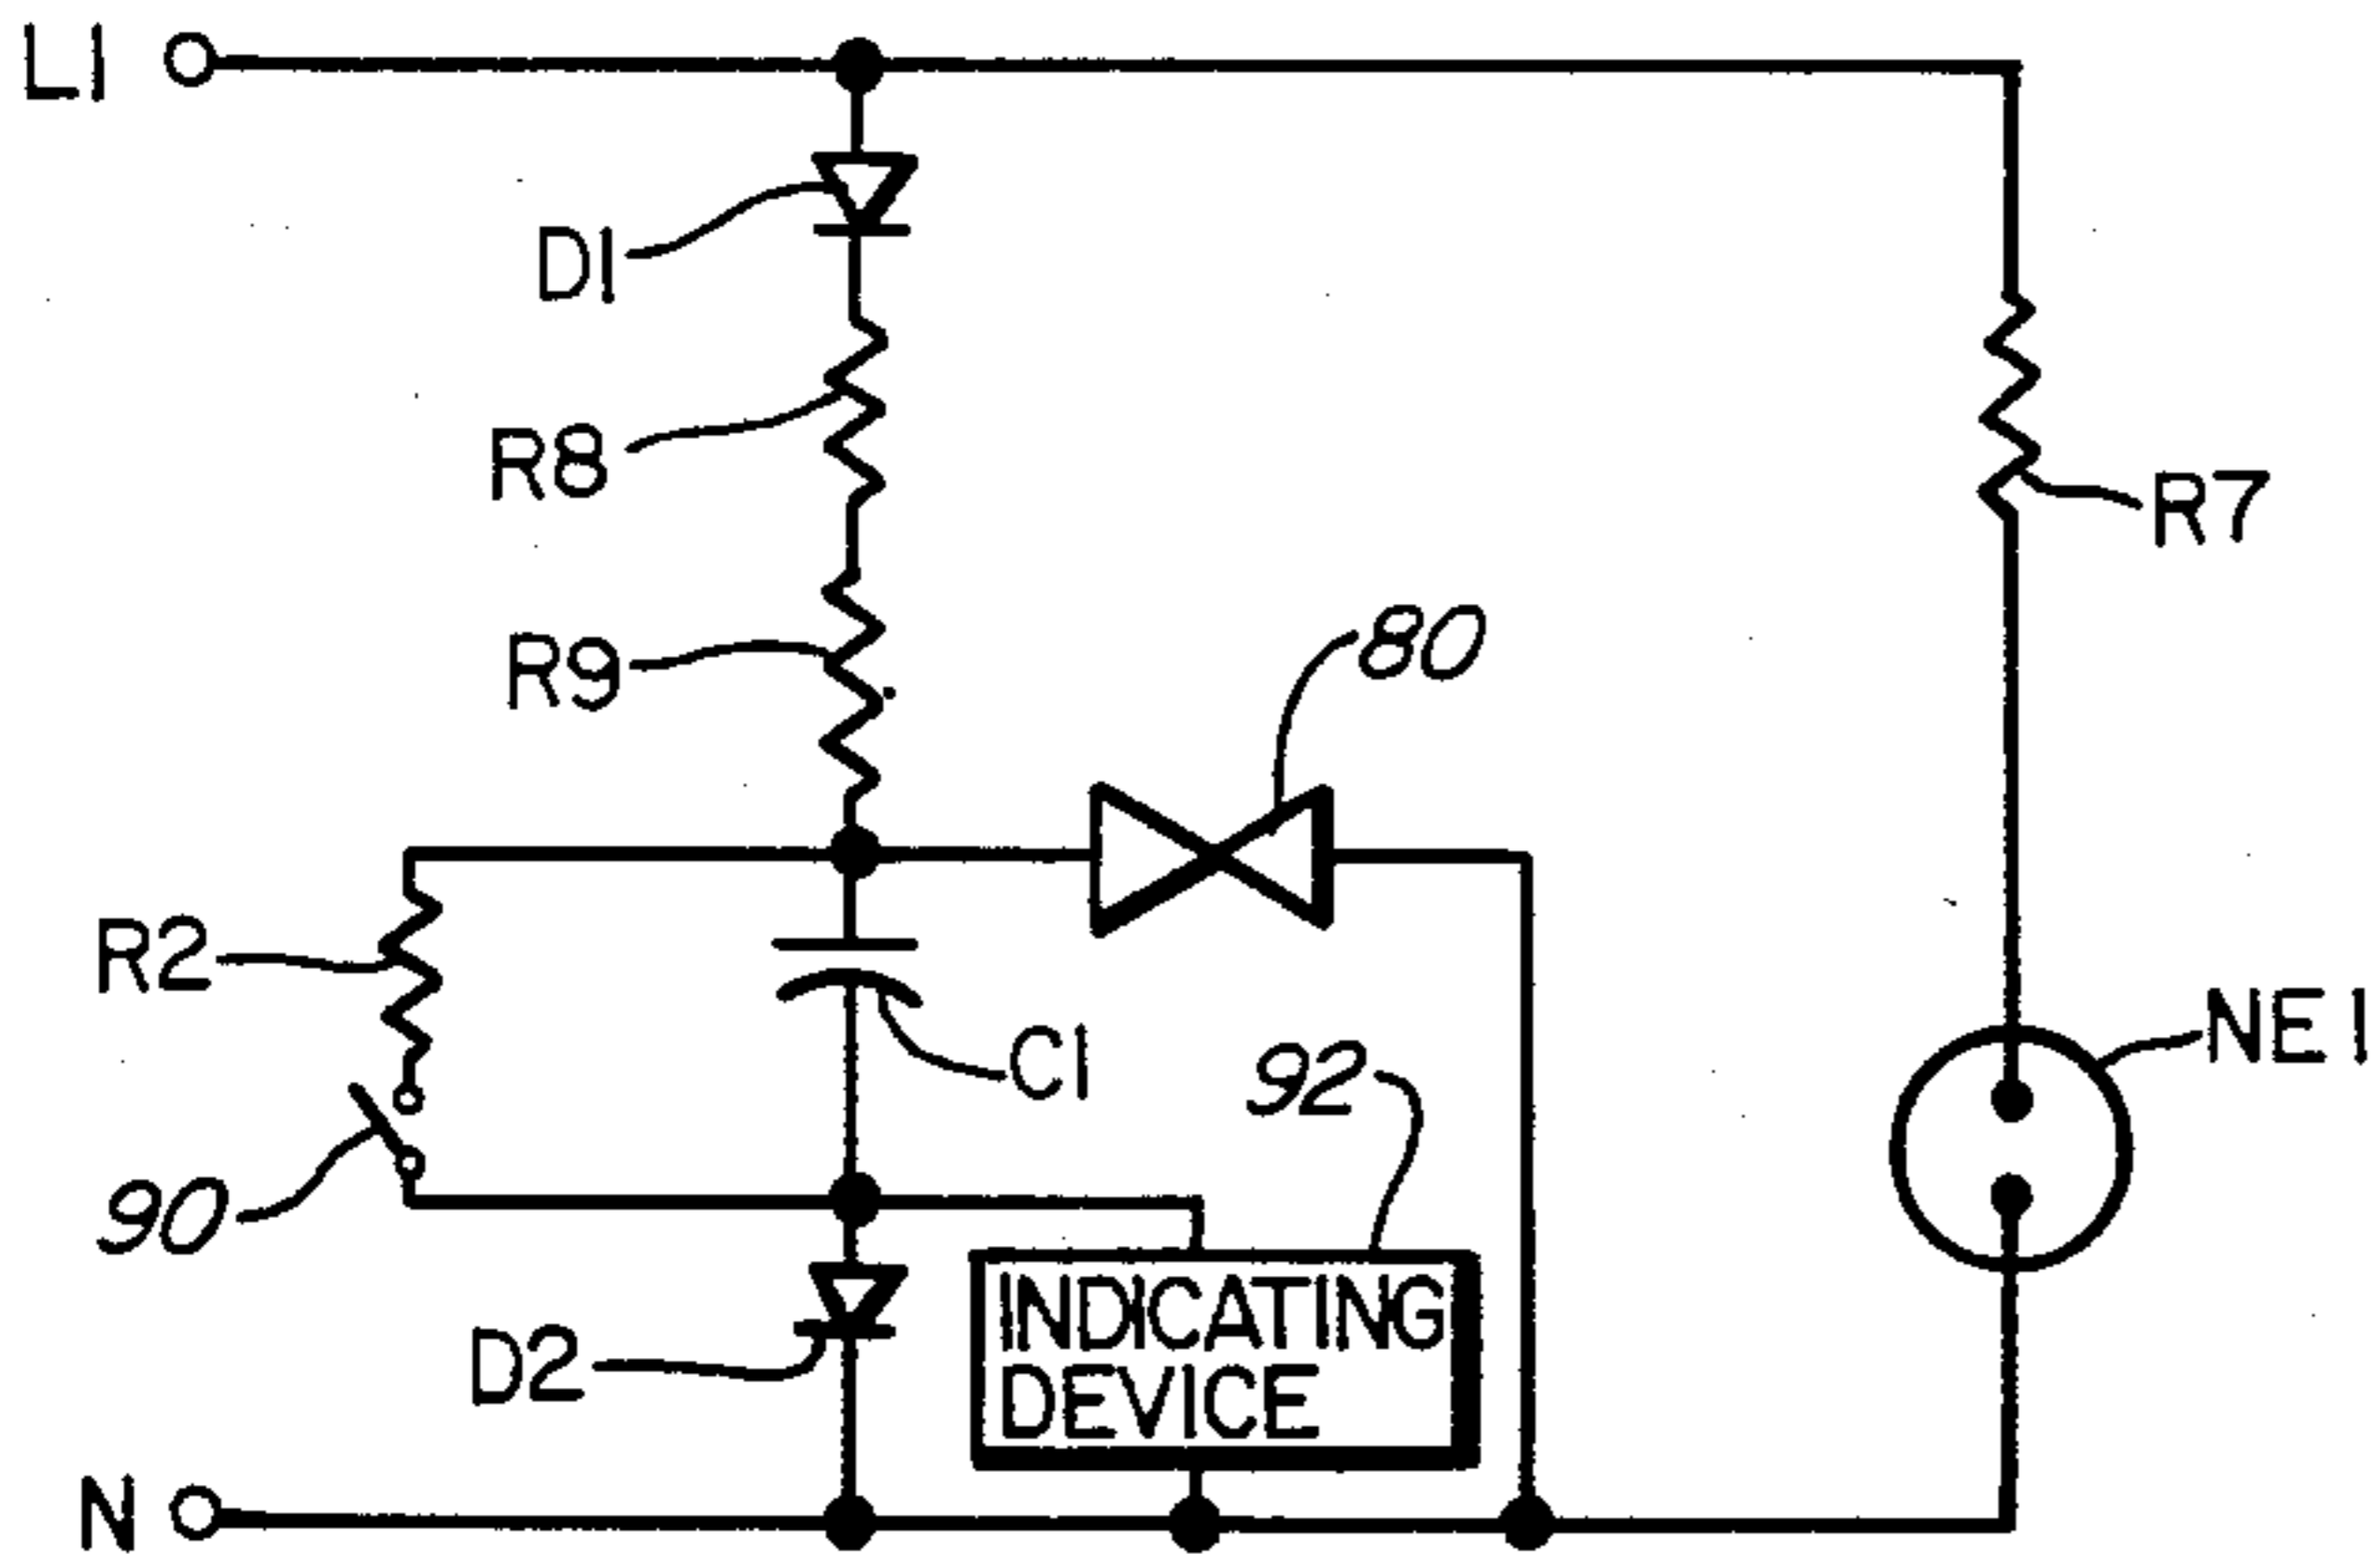 L1
D1
R8
R7
R9
80
R2
C1
NE1
92
90
INDICATING
DEVICE
D2
N